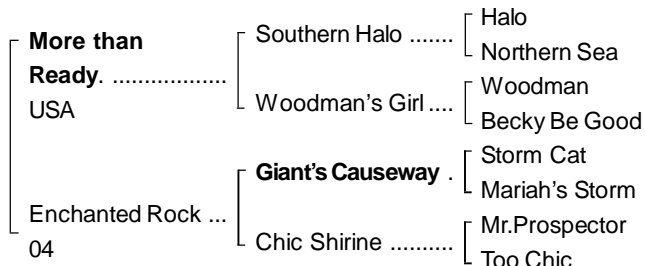 More than
Ready. ..................
USA
Enchanted Rock ...
04
Southern Halo .......
Woodman's Girl ....
Giant's Causeway .
Chic Shirine ..........
Halo
Northern Sea
Woodman
Becky Be Good
Storm Cat
Mariah's Storm
Mr.Prospector
Too Chic